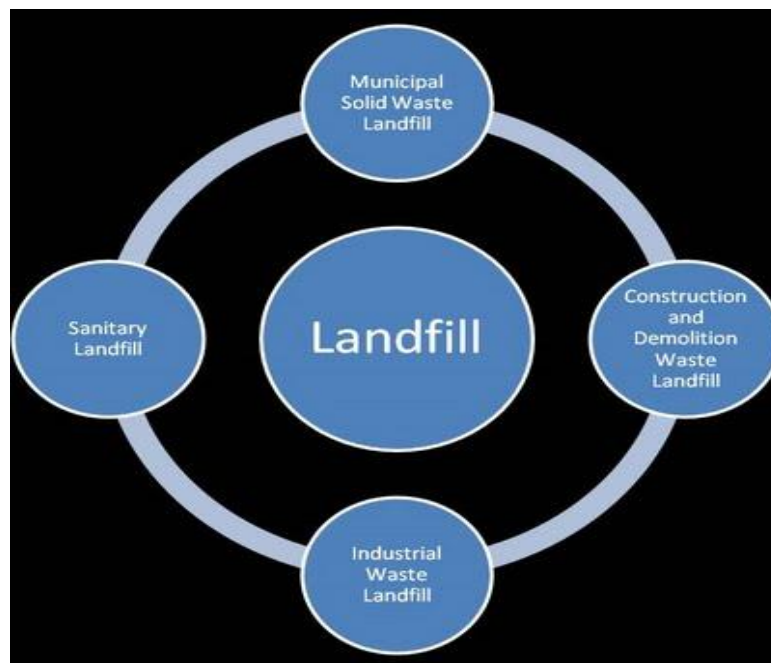 Municipal
Solid Waste
Landfill
Sanitary
Landfill
Landfill
Construction
and
Demolition
Waste
Landfill
Industrial
Waste
Landfill